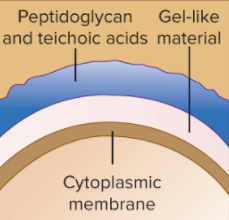 Peptidoglycan
and teichoic acids
Gel-like
material
Cytoplasmic
membrane